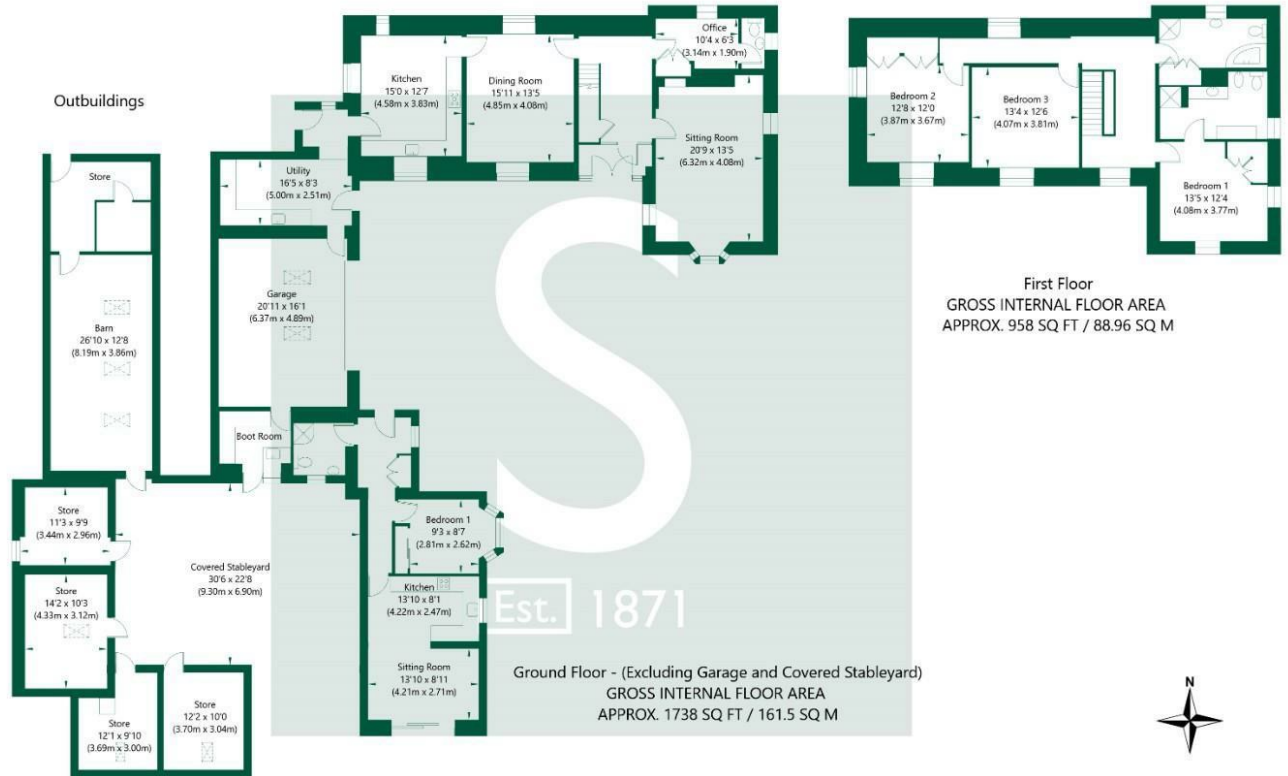 Outbuildings
Store
Barn
26'10 x 12'8
(8.19m x 3.86m)
Store
11'3 x 9'9
(3.44m x 2.96m)
Store
14'2 x 10'3
(4.33m x 3.12m)
Store
12'1 x 9'10
(3.69m x 3.00m)
Store
12'2 x 10'0
(3.70m x 3.04m)
Covered Stableyard
30'6 x 22'8
(9.30m x 6.90m)
Boot Room
Garage
20'11 x 16'1
(6.37m x 4.89m)
Utility
16'5 x 8'3
(5.00m x 2.51m)
Kitchen
15'0 x 12'7
(4.58m x 3.83m)
Dining Room
15'11 x 13'5
(4.85m x 4.08m)
Office
10'4 x 6'3
(3.14m x 1.90m)
Sitting Room
20'9 x 13'5
(6.32m x 4.08m)
Bedroom 1
9'3 x 8'7
(2.81m x 2.62m)
Kitchen
13'10 x 8'1
(4.22m x 2.47m)
Sitting Room
13'10 x 8'11
(4.21m x 2.71m)
S
Est. 1871
Ground Floor - (Excluding Garage and Covered Stableyard)
GROSS INTERNAL FLOOR AREA
APPROX. 1738 SQ FT / 161.5 SQ M
Bedroom 2
12'8 x 12'0
(3.87m x 3.67m)
Bedroom 3
13'4 x 12'6
(4.07m x 3.81m)
Bedroom 1
13'5 x 12'4
(4.08m x 3.77m)
First Floor
GROSS INTERNAL FLOOR AREA
APPROX. 958 SQ FT / 88.96 SQ M
N